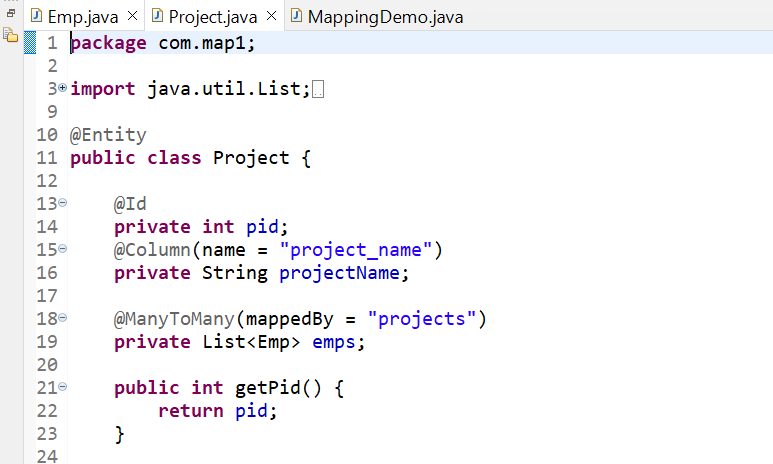 Emp.java Project.java MappingDemo.java
1 package com.map1;
2
3 import java.util.List;
9
10 @Entity
11 public class Project {
12
13 @Id
14 private int pid;
15 @Column(name = "project_name")
16 private String projectName;
17
18 @ManyToMany(mappedBy = "projects")
19 private List<Emp> emps;
20
21 public int getPid() {
22 return pid;
23 }
24